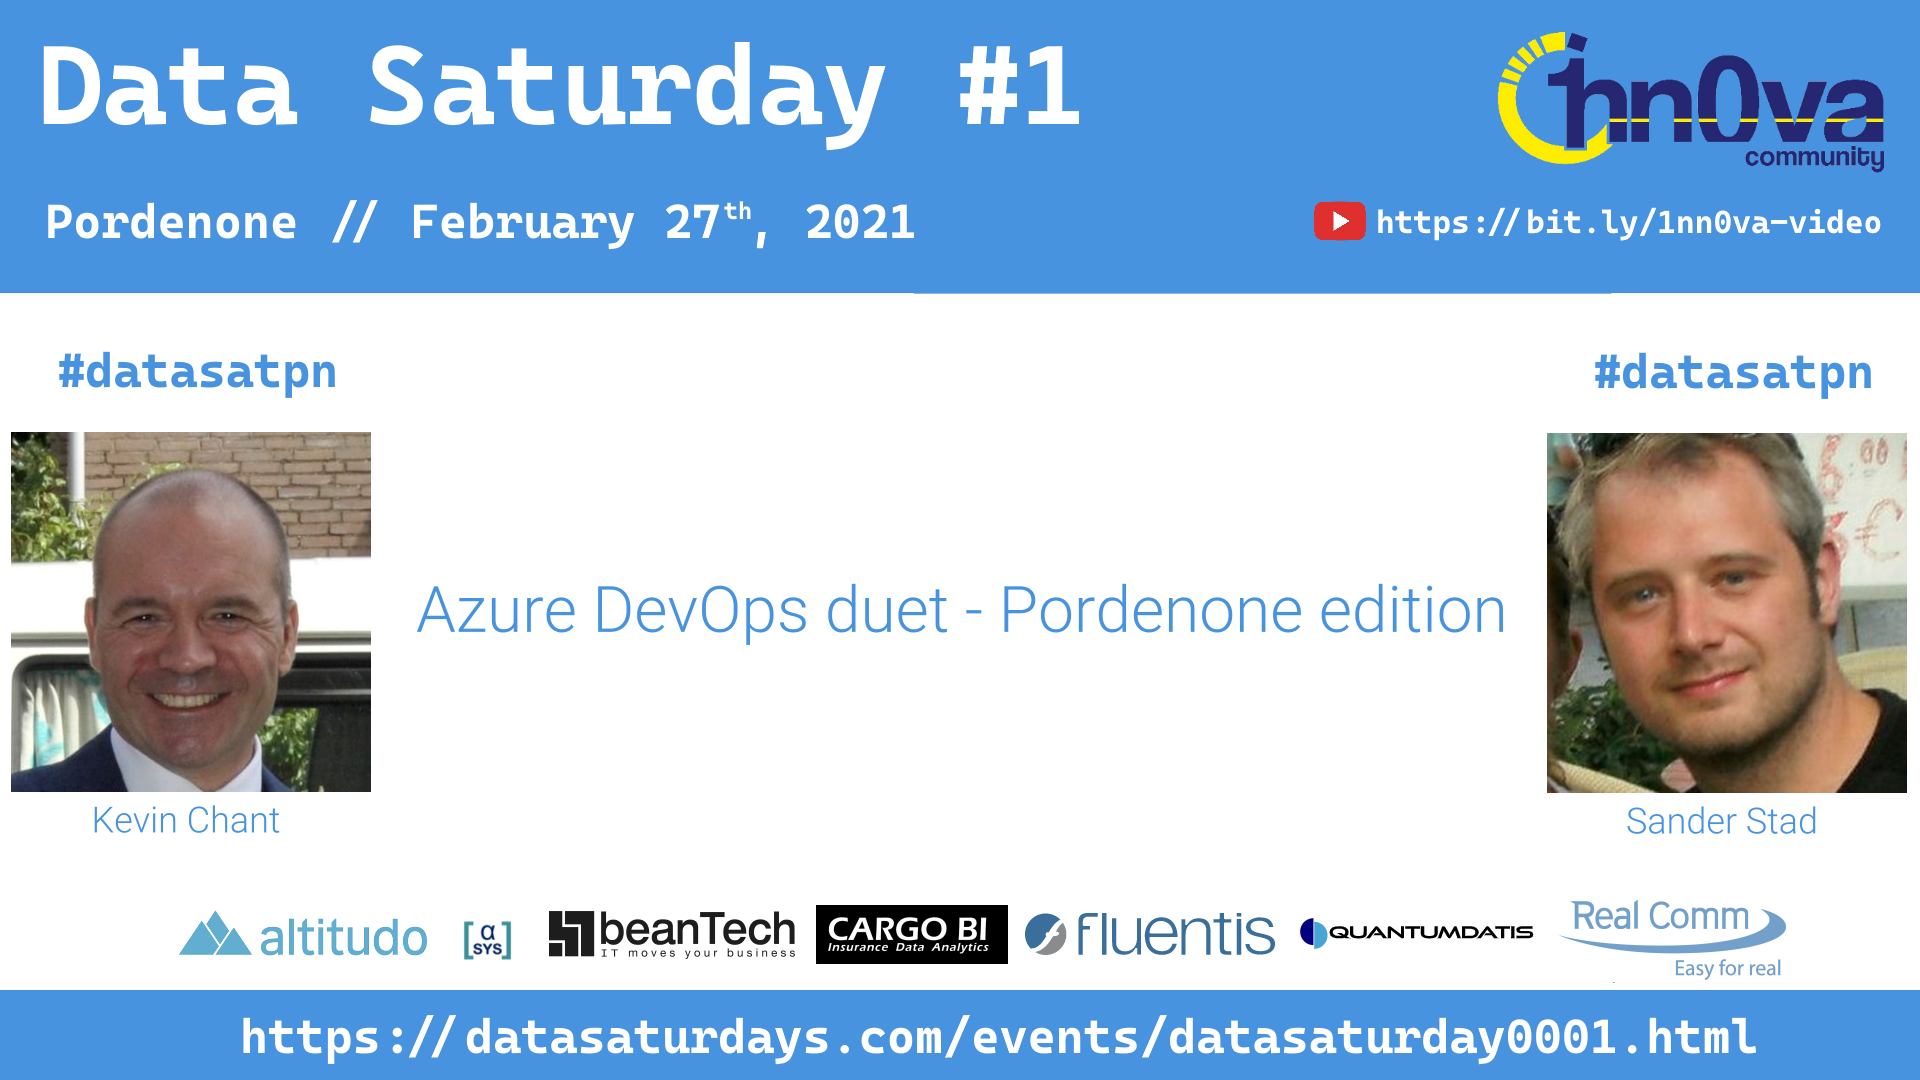 Data Saturday #1
1nn0va
community
Pordenone // February 27th, 2021
https://bit.ly/1nn0va-video
#datasatpn
#datasatpn
Azure DevOps duet - Pordenone edition
Kevin Chant
Sander Stad
altitudo
[α SYS]
beanTech
IT moves your business
CARGO BI
Insurance Data Analytics
fluentis
QUANTUMDATIS
Real Comm
Easy for real
https://datasaturdays.com/events/datasaturday0001.html